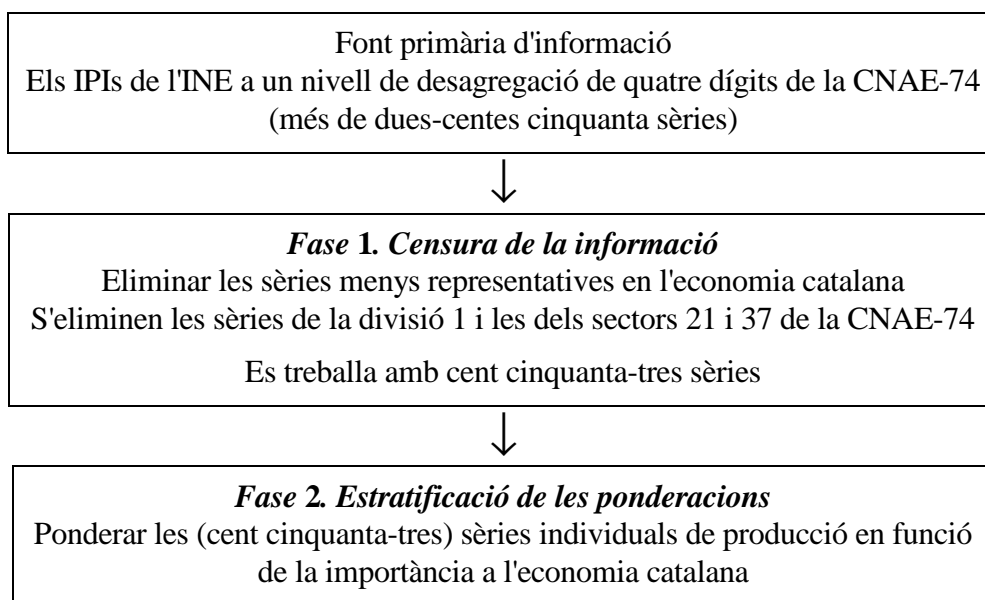 Font primària d'informació
Els IPIs de l'INE a un nivell de desagregació de quatre dígits de la CNAE-74
(més de dues-centes cinquanta sèries)
Fase 1. Censura de la informació
Eliminar les sèries menys representatives en l'economia catalana
S'eliminen les sèries de la divisió 1 i les dels sectors 21 i 37 de la CNAE-74
Es treballa amb cent cinquanta-tres sèries
Fase 2. Estratificació de les ponderacions
Ponderar les (cent cinquanta-tres) sèries individuals de producció en funció
de la importància a l'economia catalana